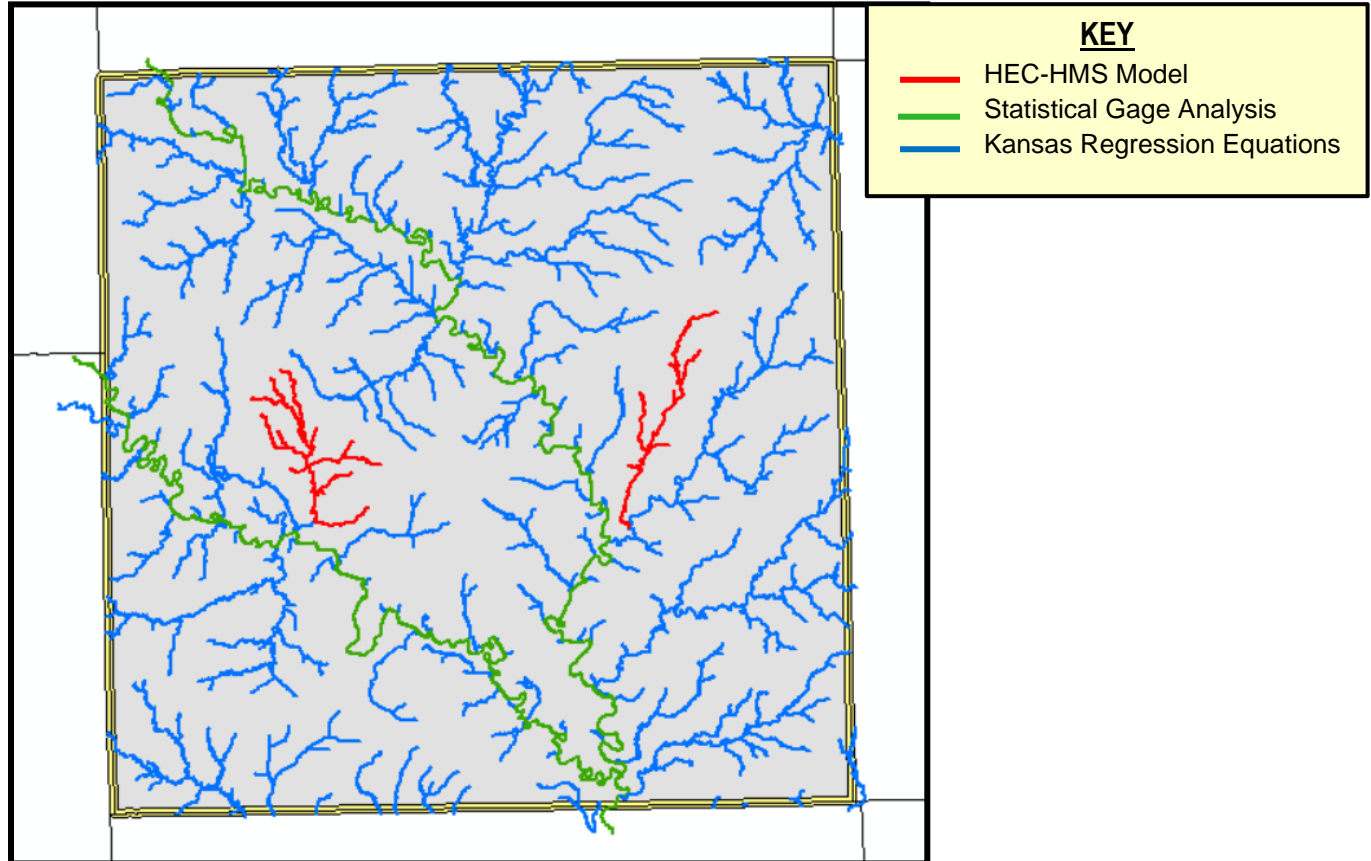 KEY
HEC-HMS Model
Statistical Gage Analysis
Kansas Regression Equations